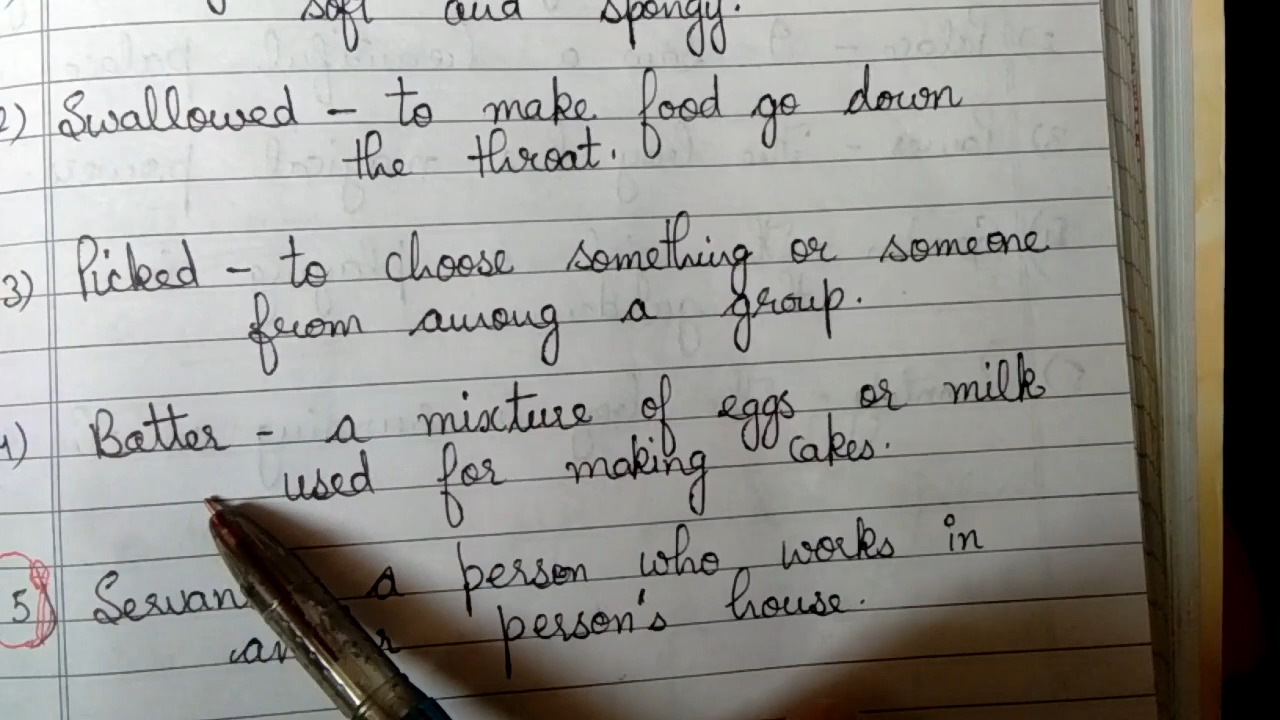 soft and spongy.
2) Swallowed - to make food go down
the throat.
3) Picked - to choose something or someone
from among a group.
4) Batter - a mixture of eggs or milk
used for making cakes.
5) a person who works in
person's house.